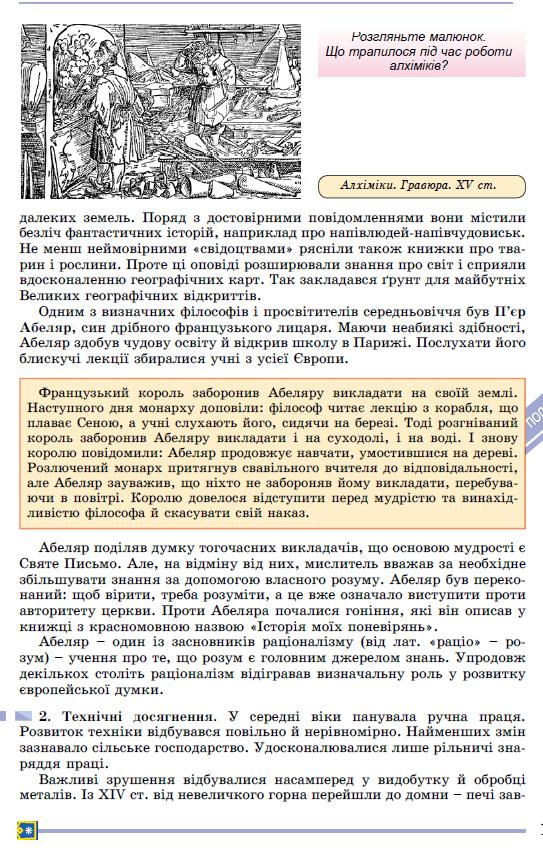 Розгляньте малюнок.
Що трапилося під час роботи
алхіміків?
Алхіміки. Гравюра. XV ст.
далеких земель. Поряд з достовірними повідомленнями вони містили
безліч фантастичних історій, наприклад про напівлюдей-напівчудовиськ.
Не менш неймовірними «свідоцтвами» рясніли також книжки про тва-
рин і рослини. Проте ці оповіді розширювали знання про світ і сприяли
вдосконаленню географічних карт. Так закладався ґрунт для майбутніх
Великих географічних відкриттів.
Одним з визначних філософів і просвітителів середньовіччя був П'єр
Абеляр, син дрібного французького лицаря. Маючи неабиякі здібності,
Абеляр здобув чудову освіту й відкрив школу в Парижі. Послухати його
блискучі лекції збиралися учні з усієї Європи.
Французький король заборонив Абеляру викладати на своїй землі.
Наступного дня монарху доповіли: філософ читає лекцію з корабля, що
плаває Сеною, а учні слухають його, сидячи на березі. Тоді розгніваний
король заборонив Абеляру викладати і на суходолі, і на воді. І знову
королю повідомили: Абеляр продовжує навчати, умостившися на дереві.
Розлючений монарх притягнув свавільного вчителя до відповідальності,
але Абеляр зауважив, що ніхто не забороняв йому викладати, перебува-
ючи в повітрі. Королю довелося відступити перед мудрістю та винахід-
ливістю філософа й скасувати свій наказ.
Абеляр поділяв думку тогочасних викладачів, що основою мудрості є
Святе Письмо. Але, на відміну від них, мислитель вважав за необхідне
збільшувати знання за допомогою власного розуму. Абеляр був переко-
наний: щоб вірити, треба розуміти, а це вже означало виступити проти
авторитету церкви. Проти Абеляра почалися гоніння, які він описав у
книжці з красномовною назвою «Історія моїх поневірянь».
Абеляр – один із засновників раціоналізму (від лат. «раціо» – ро-
зум) – учення про те, що розум є головним джерелом знань. Упродовж
декількох століть раціоналізм відігравав визначальну роль у розвитку
європейської думки.
2. Технічні досягнення. У середні віки панувала ручна праця.
Розвиток техніки відбувався повільно й нерівномірно. Найменших змін
зазнавало сільське господарство. Удосконалювалися лише рільничі зна-
ряддя праці.
Важливі зрушення відбувалися насамперед у видобутку й обробці
металів. Із XIV ст. від невеличкого горна перейшли до домни – печі зав-